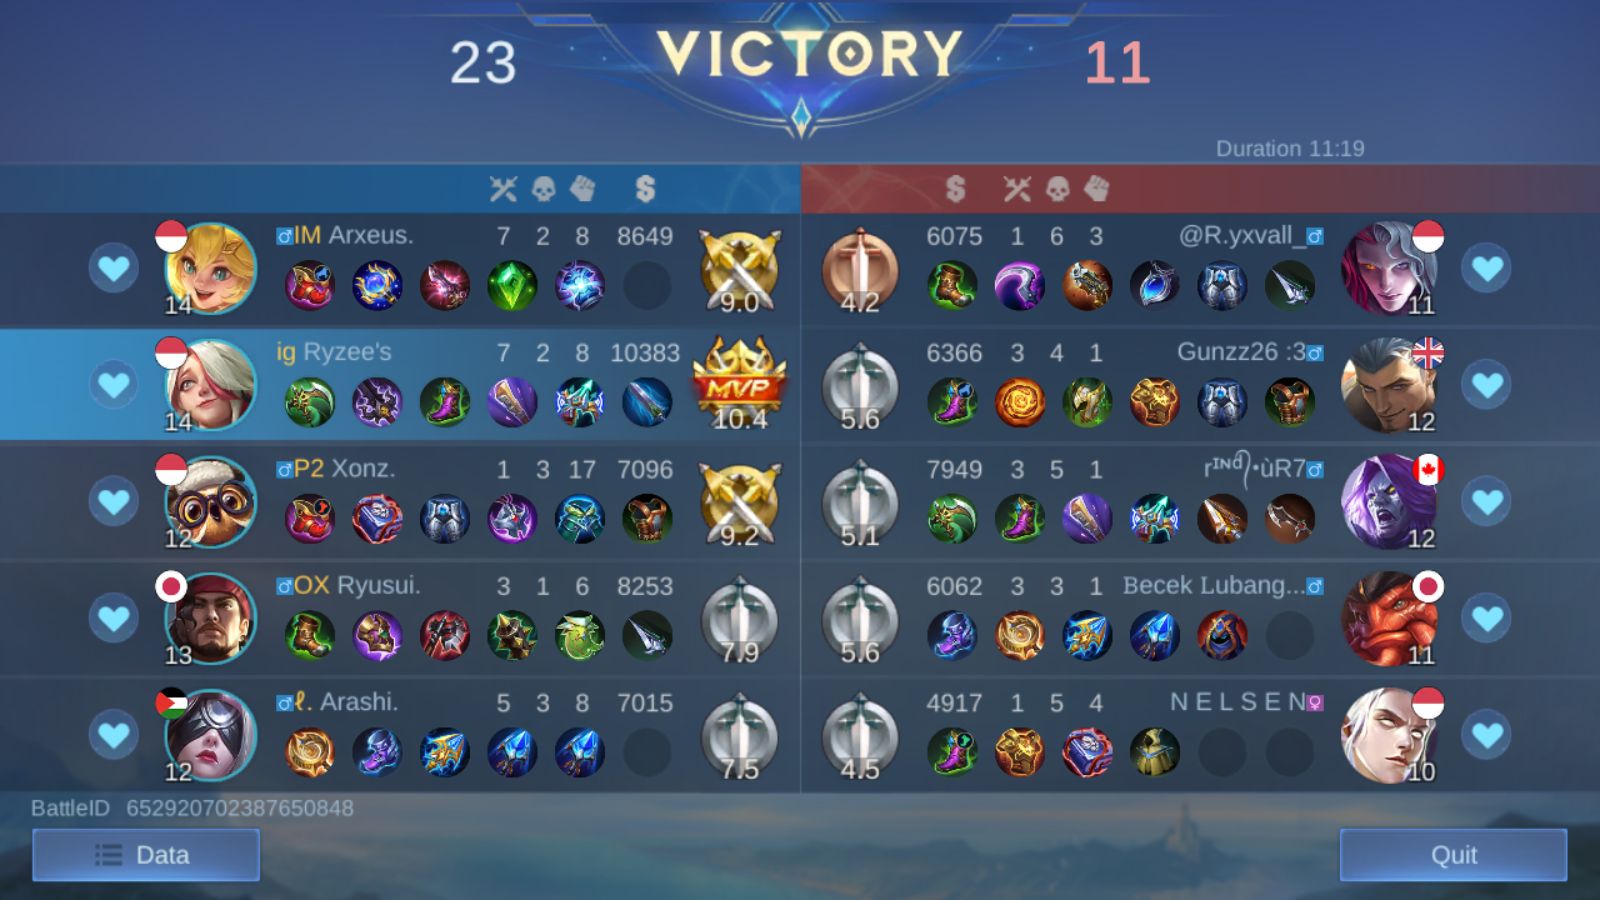 23 VICTORY 11
Duration 11:19
IM Arxeus. 7 2 8 8649
14 9.0
ig Ryzee's 7 2 8 10383
MVP
14 10.4
P2 Xonz. 1 3 17 7096
12 9.2
OX Ryusui. 3 1 6 8253
13 7.9
ℓ. Arashi. 5 3 8 7015
12 7.5
6075 1 6 3 @R.yxvall_
4.2 11
6366 3 4 1 Gunzz26 :3
5.6 12
7949 3 5 1
5.1 12
6062 3 3 1 Becek Lubang...
5.6 11
4917 1 5 4 N E L S E N
4.5 10
BattleID 652920702387650848
Data
Quit